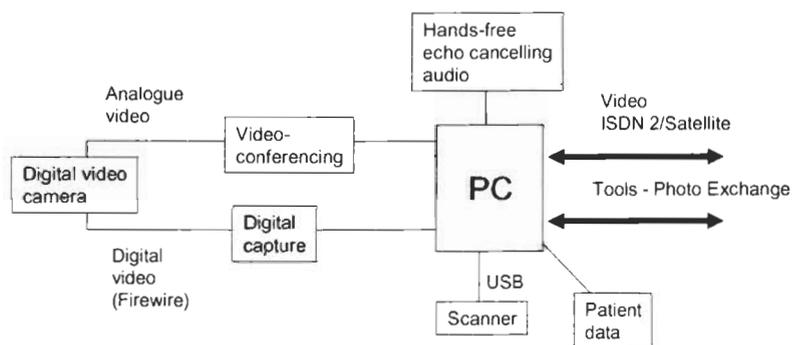 Hands-free
echo cancelling
audio
Analogue
video
Video
ISDN 2/Satellite
Video-
conferencing
PC
Digital video
camera
Tools - Photo Exchange
Digital
capture
Digital
video
(Firewire)
USB
Scanner
Patient
data